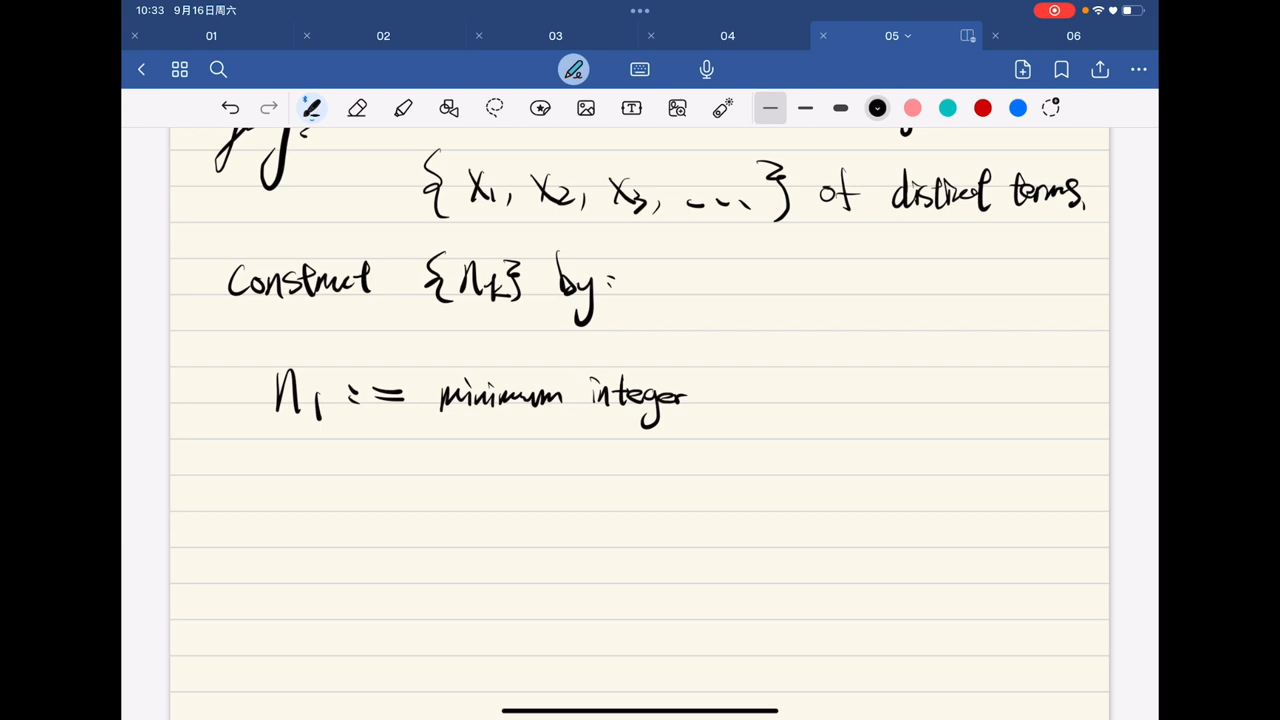 10:33 9月16日周六
01 02 03 04 05 06
{ x1, x2, x3, ... } of distinct terms.
Construct {nk} by:
n1 := minimum integer